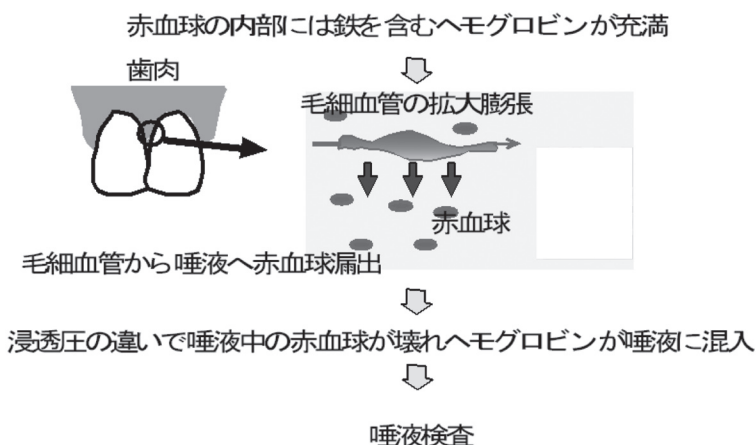 赤血球の内部には鉄を含むヘモグロビンが充満
歯肉
毛細血管の拡大膨張
赤血球
毛細血管から唾液へ赤血球漏出
浸透圧の違いで唾液中の赤血球が壊れヘモグロビンが唾液に混入
唾液検査